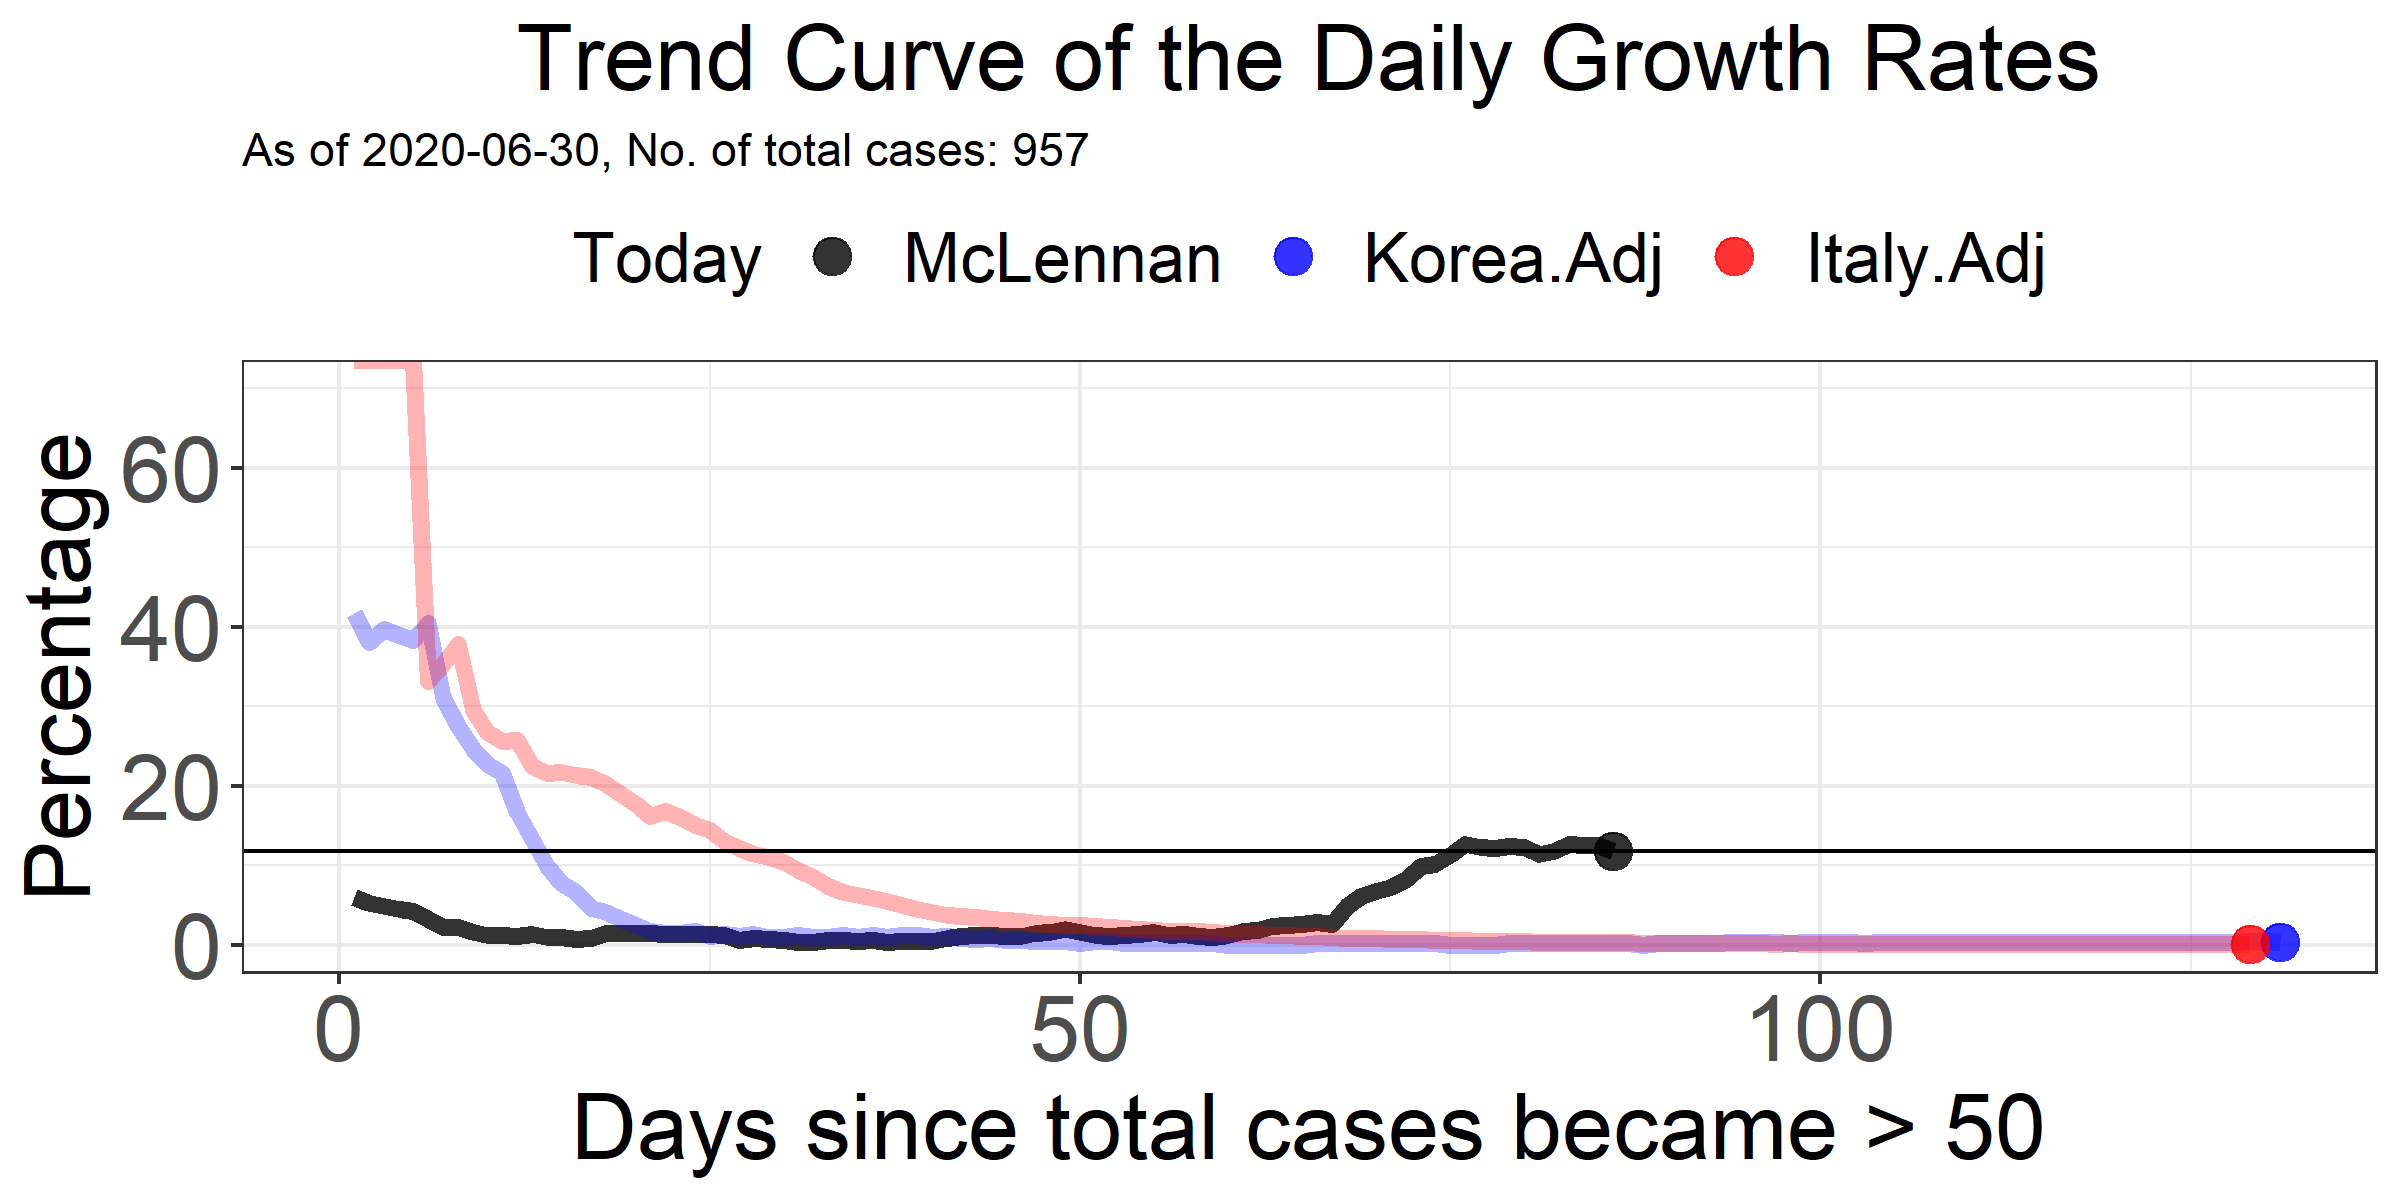 Trend Curve of the Daily Growth Rates
As of 2020-06-30, No. of total cases: 957
Today McLennan Korea.Adj Italy.Adj
Percentage
60
40
20
0
0 50 100
Days since total cases became > 50